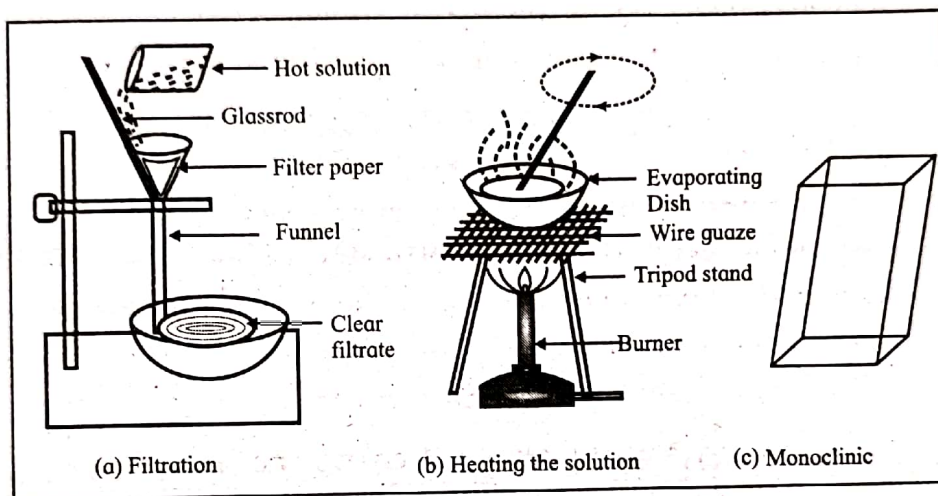 Hot solution
Glassrod
Filter paper
Funnel
Clear
filtrate
(a) Filtration
Evaporating
Dish
Wire guaze
Tripod stand
Burner
(b) Heating the solution
(c) Monoclinic